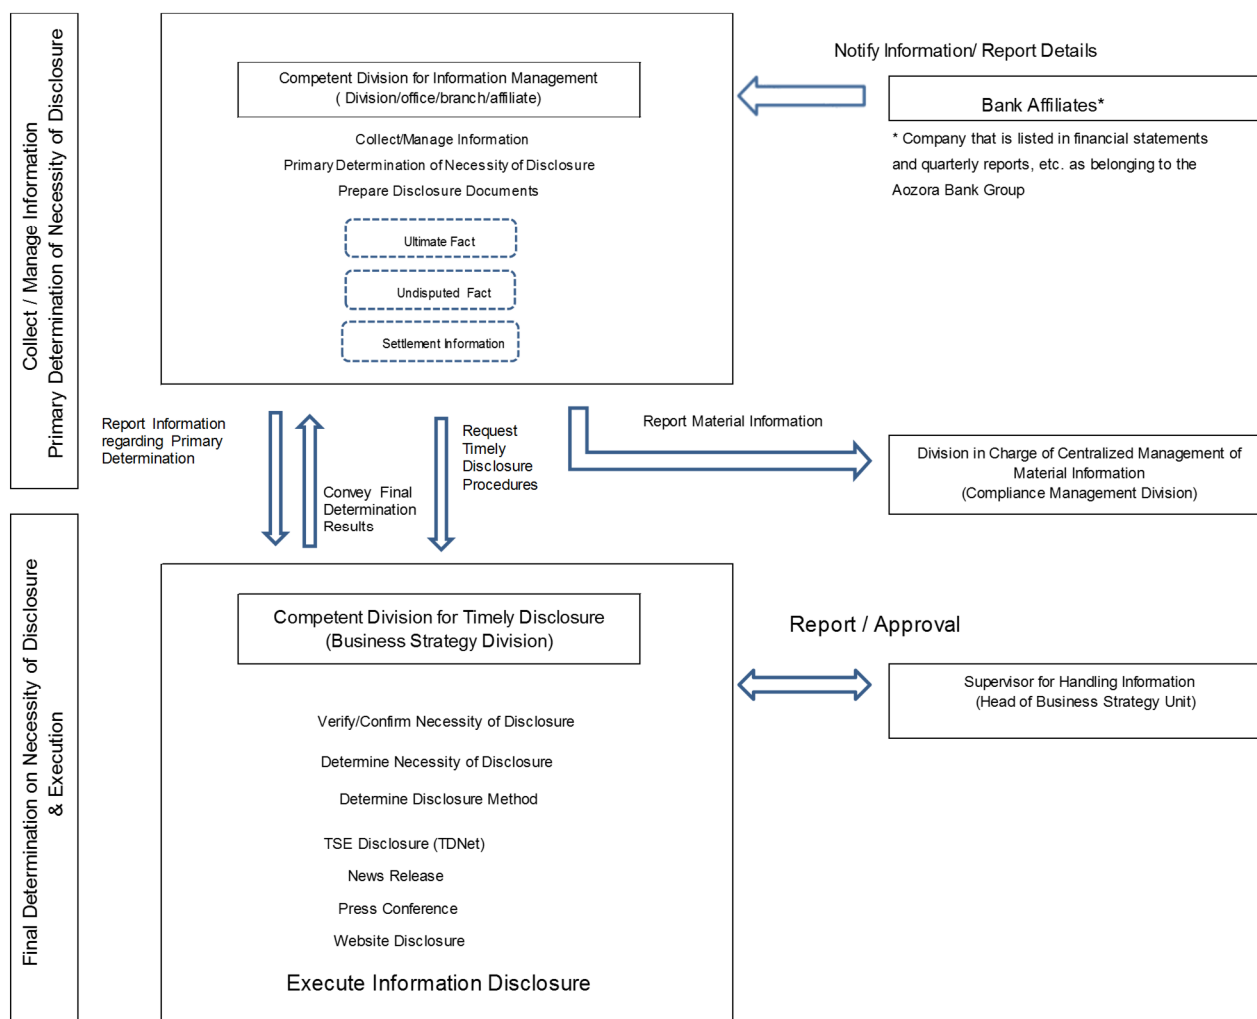 Collect / Manage Information
Primary Determination of Necessity of Disclosure
Competent Division for Information Management
( Division/office/branch/affiliate)
Collect/Manage Information
Primary Determination of Necessity of Disclosure
Prepare Disclosure Documents
Ultimate Fact
Undisputed Fact
Settlement Information
Notify Information/ Report Details
Bank Affiliates*
* Company that is listed in financial statements
and quarterly reports, etc. as belonging to the
Aozora Bank Group
Report Information
regarding Primary
Determination
Convey Final
Determination
Results
Request
Timely
Disclosure
Procedures
Report Material Information
Division in Charge of Centralized Management of
Material Information
(Compliance Management Division)
Final Determination on Necessity of Disclosure
& Execution
Competent Division for Timely Disclosure
(Business Strategy Division)
Verify/Confirm Necessity of Disclosure
Determine Necessity of Disclosure
Determine Disclosure Method
TSE Disclosure (TDNet)
News Release
Press Conference
Website Disclosure
Execute Information Disclosure
Report / Approval
Supervisor for Handling Information
(Head of Business Strategy Unit)